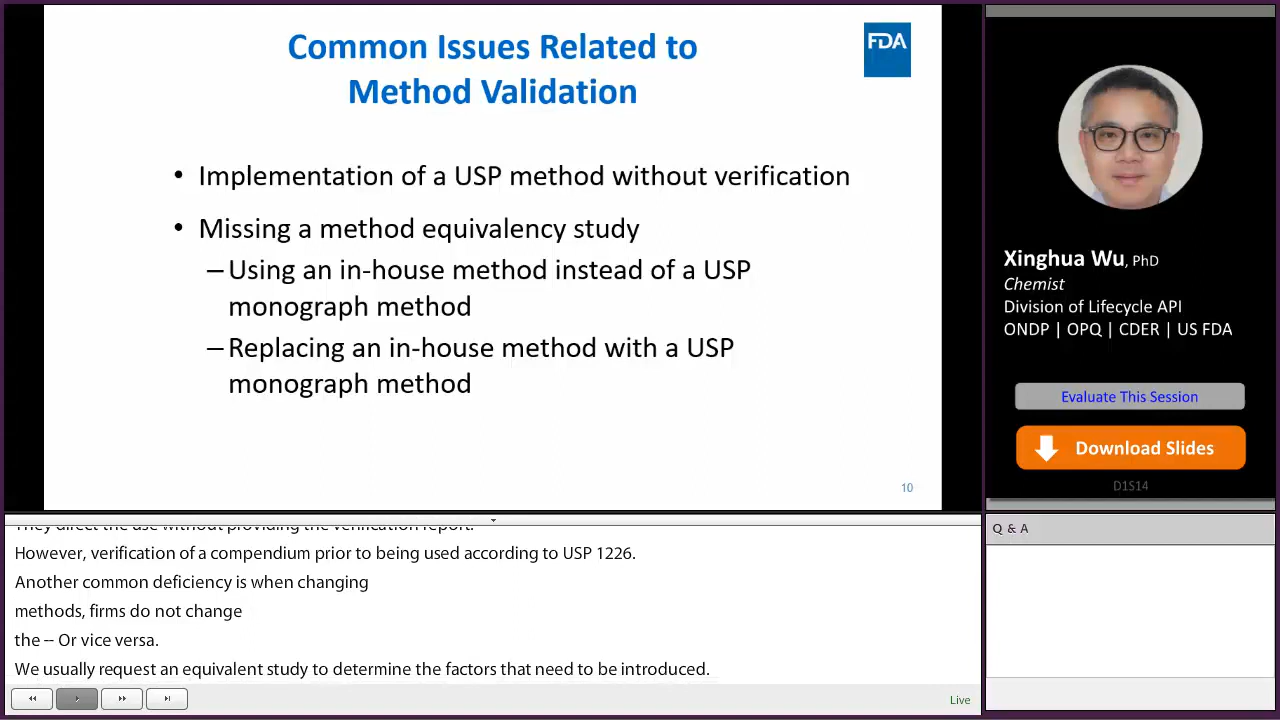 Common Issues Related to
Method Validation
FDA
• Implementation of a USP method without verification
• Missing a method equivalency study
– Using an in-house method instead of a USP
monograph method
– Replacing an in-house method with a USP
monograph method
10
Xinghua Wu, PhD
Chemist
Division of Lifecycle API
ONDP | OPQ | CDER | US FDA
Evaluate This Session
Download Slides
D1S14
They direct the use without providing the verification report.
However, verification of a compendium prior to being used according to USP 1226.
Another common deficiency is when changing
methods, firms do not change
the -- Or vice versa.
We usually request an equivalent study to determine the factors that need to be introduced.
Live
Q & A